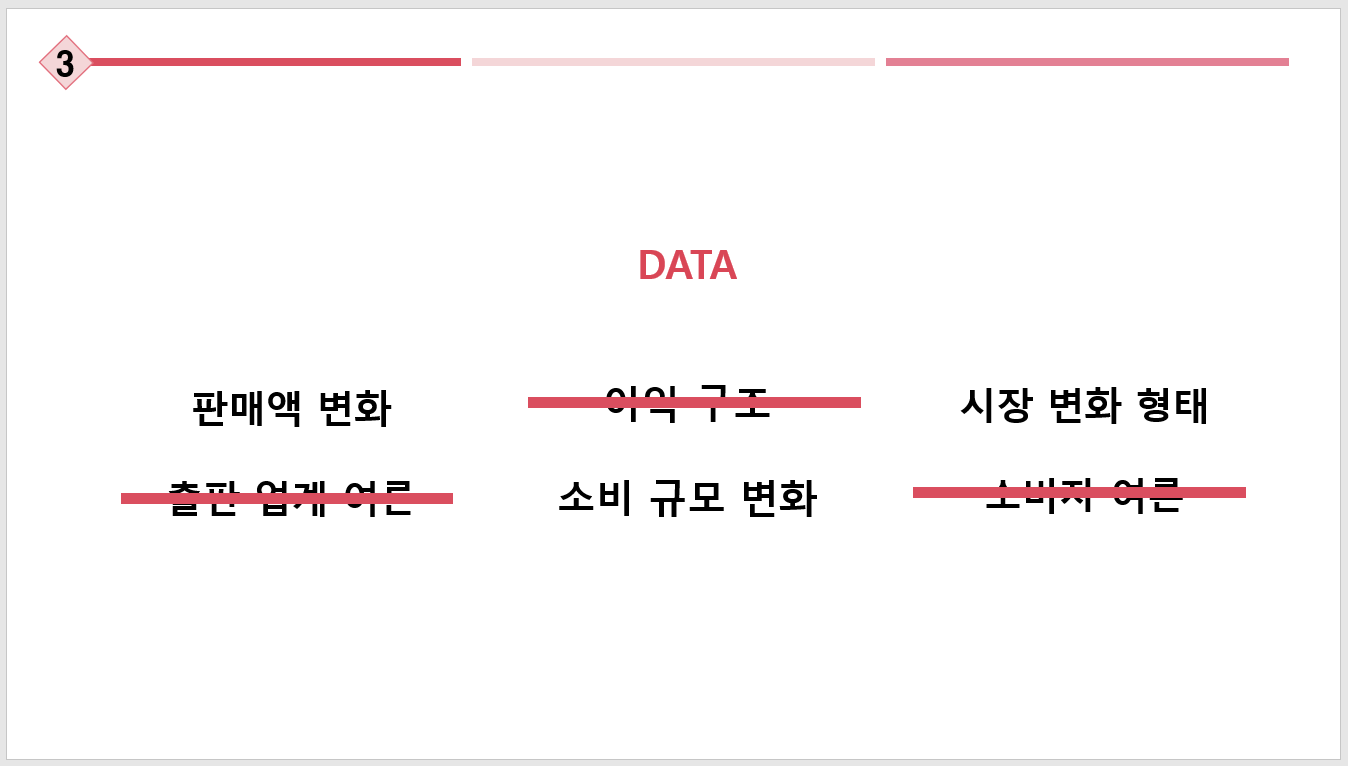 3
DATA
판매액 변화
이익 구조
시장 변화 형태
출판 업계 여론
소비 규모 변화
소비자 여론